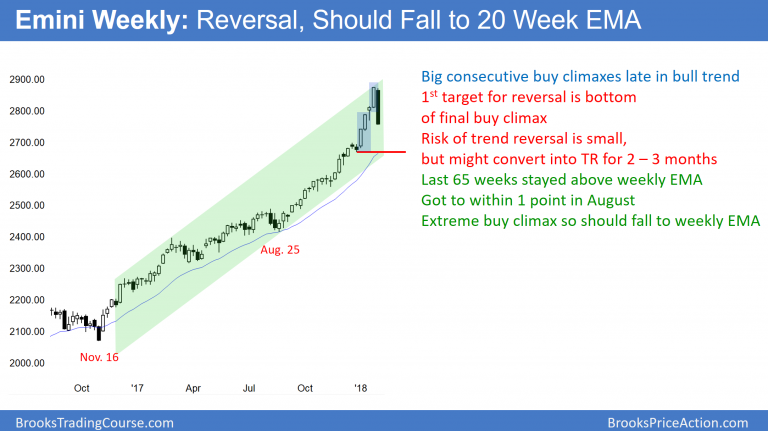 Emini Weekly: Reversal, Should Fall to 20 Week EMA
2900.00
2800.00
2700.00
2600.00
2500.00
2400.00
2300.00
2200.00
2100.00
2000.00
Aug. 25
Nov. 16
Oct '17 Apr Jul Oct '18
Big consecutive buy climaxes late in bull trend
1st target for reversal is bottom
of final buy climax
Risk of trend reversal is small,
but might convert into TR for 2 – 3 months
Last 65 weeks stayed above weekly EMA
Got to within 1 point in August
Extreme buy climax so should fall to weekly EMA
BrooksTradingCourse.com
BrooksPriceAction.com